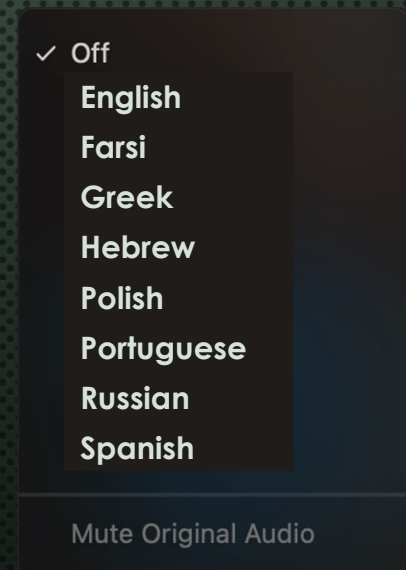 Off
English
Farsi
Greek
Hebrew
Polish
Portuguese
Russian
Spanish
Mute Original Audio